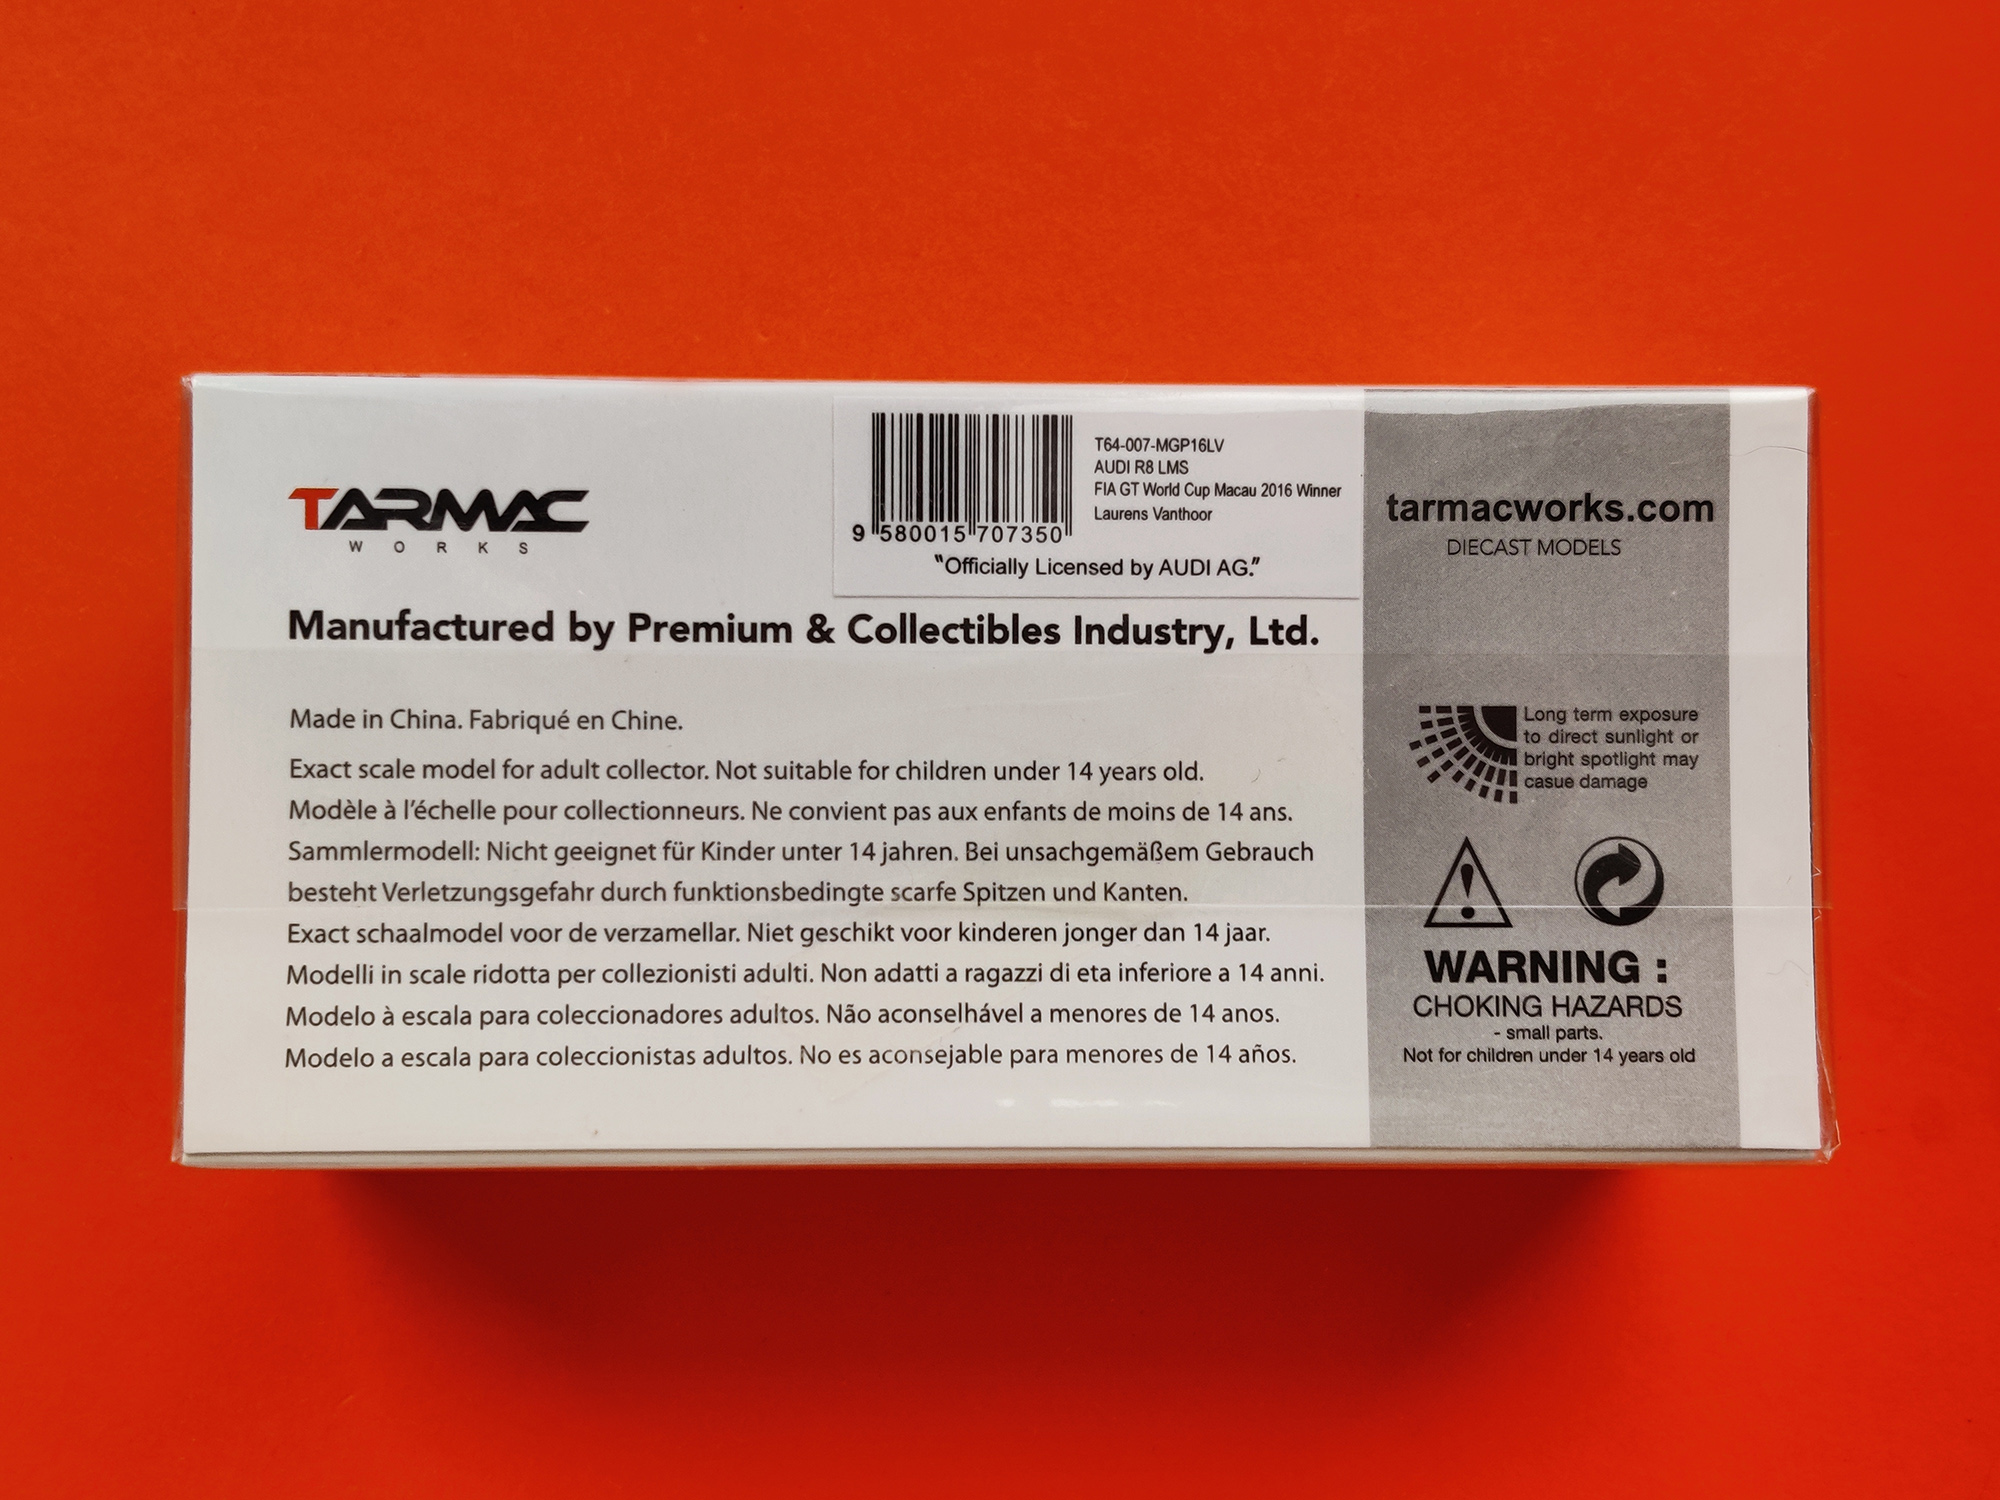 TARMAC
WORKS
T64-007-MGP16LV
AUDI R8 LMS
FIA GT World Cup Macau 2016 Winner
Laurens Vanthoor
9 580015 707350
"Officially Licensed by AUDI AG."
Manufactured by Premium & Collectibles Industry, Ltd.
Made in China. Fabriqué en Chine.
Exact scale model for adult collector. Not suitable for children under 14 years old.
Modèle à l'échelle pour collectionneurs. Ne convient pas aux enfants de moins de 14 ans.
Sammlermodell: Nicht geeignet für Kinder unter 14 jahren. Bei unsachgemäßem Gebrauch
besteht Verletzungsgefahr durch funktionsbedingte scarfe Spitzen und Kanten.
Exact schaalmodel voor de verzamellar. Niet geschikt voor kinderen jonger dan 14 jaar.
Modelli in scale ridotta per collezionisti adulti. Non adatti a ragazzi di eta inferiore a 14 anni.
Modelo à escala para coleccionadores adultos. Não aconselhável a menores de 14 anos.
Modelo a escala para coleccionistas adultos. No es aconsejable para menores de 14 años.
tarmacworks.com
DIECAST MODELS
Long term exposure
to direct sunlight or
bright spotlight may
casue damage
WARNING :
CHOKING HAZARDS
- small parts.
Not for children under 14 years old